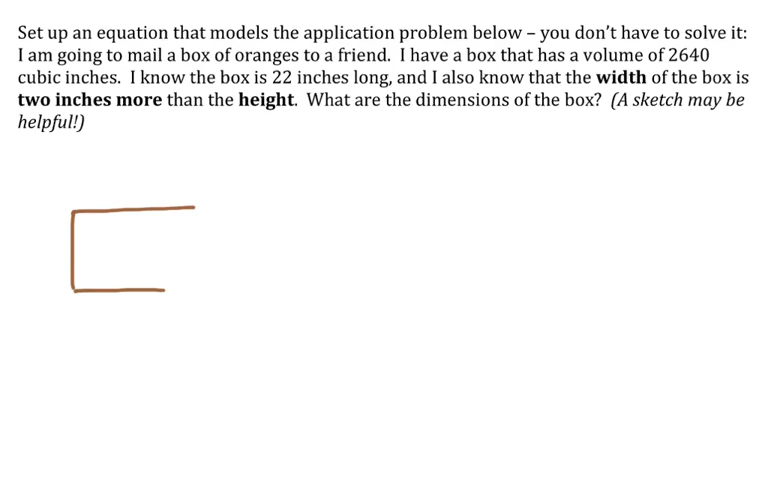 Set up an equation that models the application problem below – you don’t have to solve it:
I am going to mail a box of oranges to a friend.  I have a box that has a volume of 2640
cubic inches.  I know the box is 22 inches long, and I also know that the width of the box is
two inches more than the height.  What are the dimensions of the box?  (A sketch may be
helpful!)